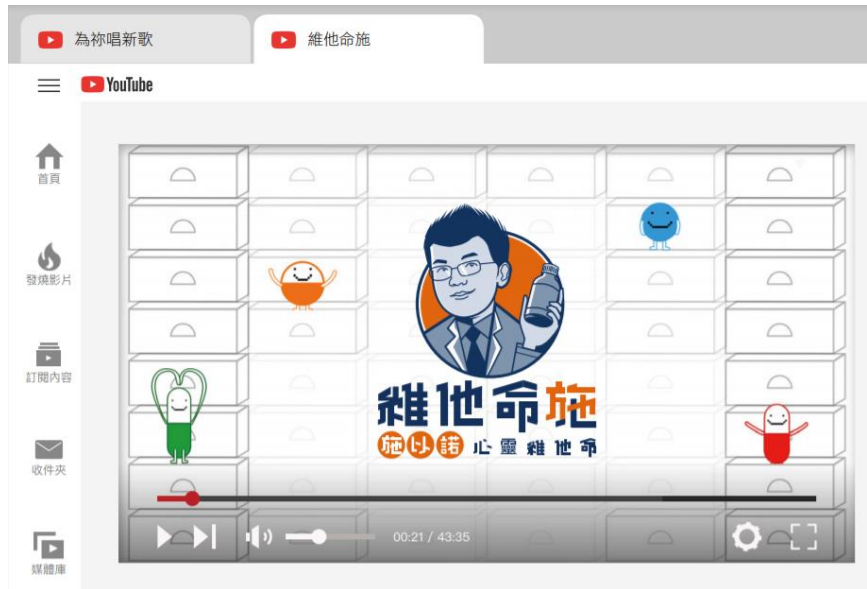 為祢唱新歌
維他命施
YouTube
首頁
發燒影片
訂閱內容
收件夾
媒體庫
維他命施
施以諾 心靈維他命
00:21 / 43:35